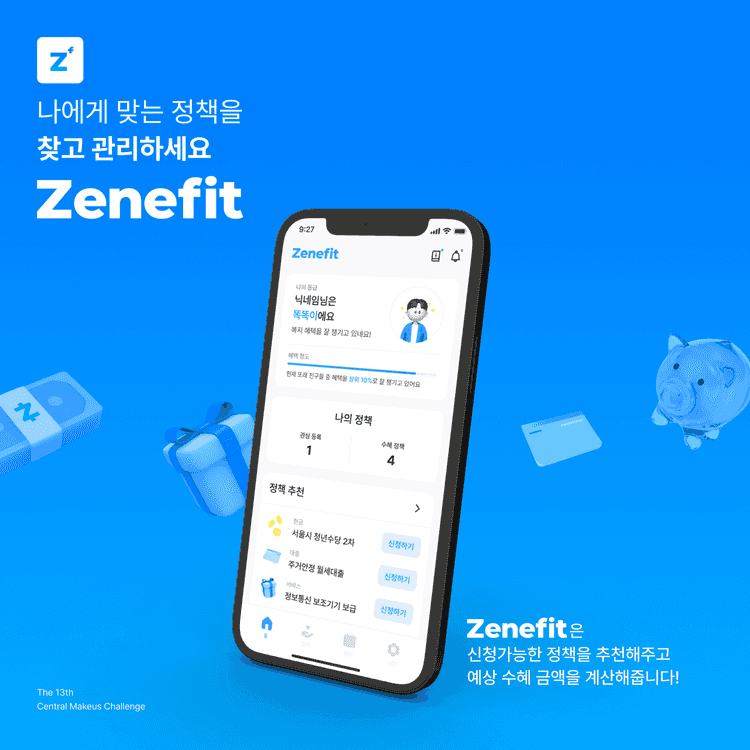 Zf
나에게 맞는 정책을
찾고 관리하세요
Zenefit
9:27
Zenefit
나의 등급
닉네임님은
똑똑이에요
복지 혜택을 잘 챙기고 있네요!
혜택 정도
현재 또래 친구들 중 혜택을 상위 10%로 잘 챙기고 있어요
나의 정책
관심 등록
1
수혜 정책
4
정책 추천
현금
서울시 청년수당 2차
신청하기
대출
주거안정 월세대출
신청하기
서비스
정보통신 보조기기 보급
신청하기
홈
Zenefit은
신청가능한 정책을 추천해주고
예상 수혜 금액을 계산해줍니다!
The 13th
Central Makeus Challenge